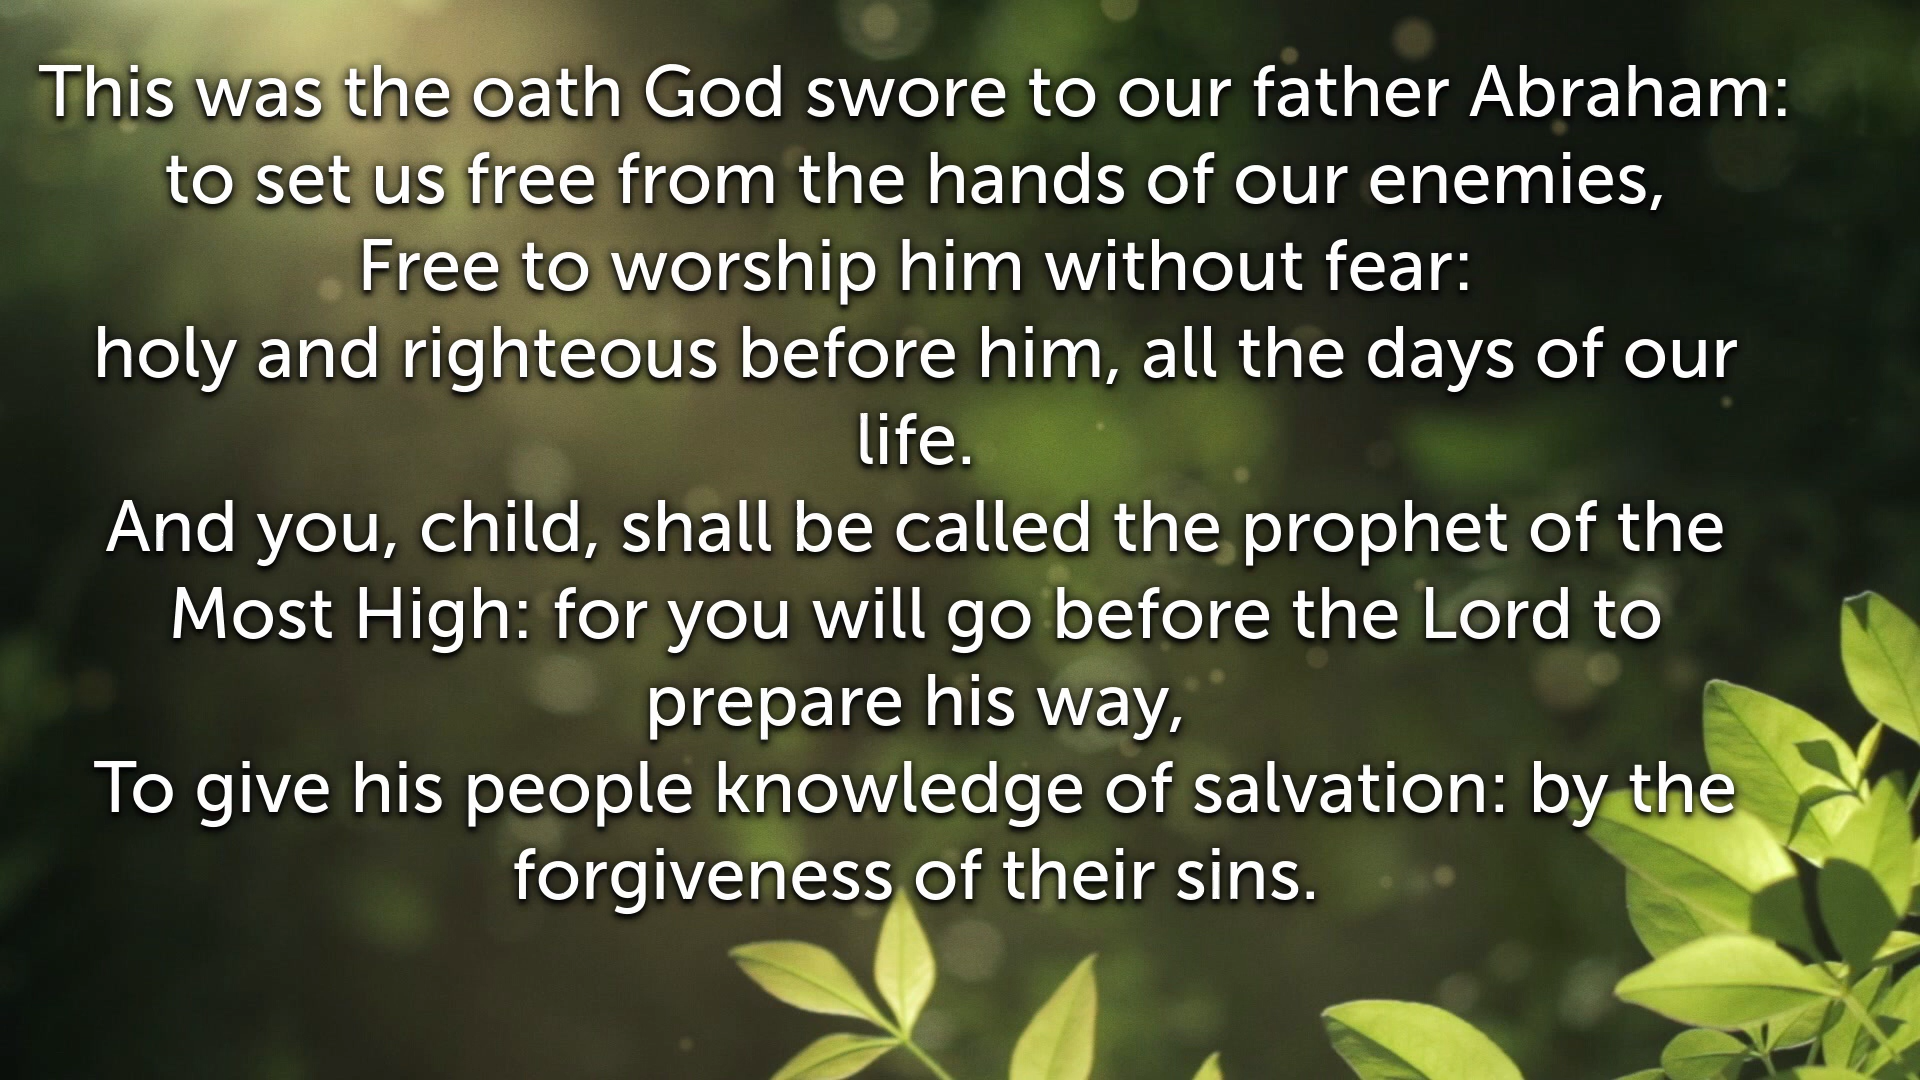 This was the oath God swore to our father Abraham:
to set us free from the hands of our enemies,
Free to worship him without fear:
holy and righteous before him, all the days of our
life.
And you, child, shall be called the prophet of the
Most High: for you will go before the Lord to
prepare his way,
To give his people knowledge of salvation: by the
forgiveness of their sins.